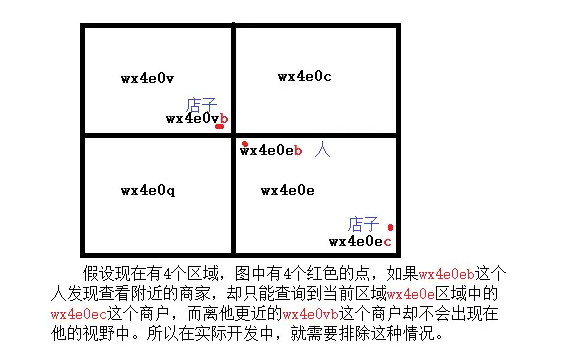 wx4e0v
wx4e0c
店子
wx4e0vb
wx4e0eb 人
wx4e0q
wx4e0e
店子
wx4e0ec
假设现在有4个区域，图中有4个红色的点，如果wx4e0eb这个
人发现查看附近的商家，却只能查询到当前区域wx4e0e区域中的
wx4e0ec这个商户，而离他更近的wx4e0vb这个商户却不会出现在
他的视野中。所以在实际开发中，就需要排除这种情况。